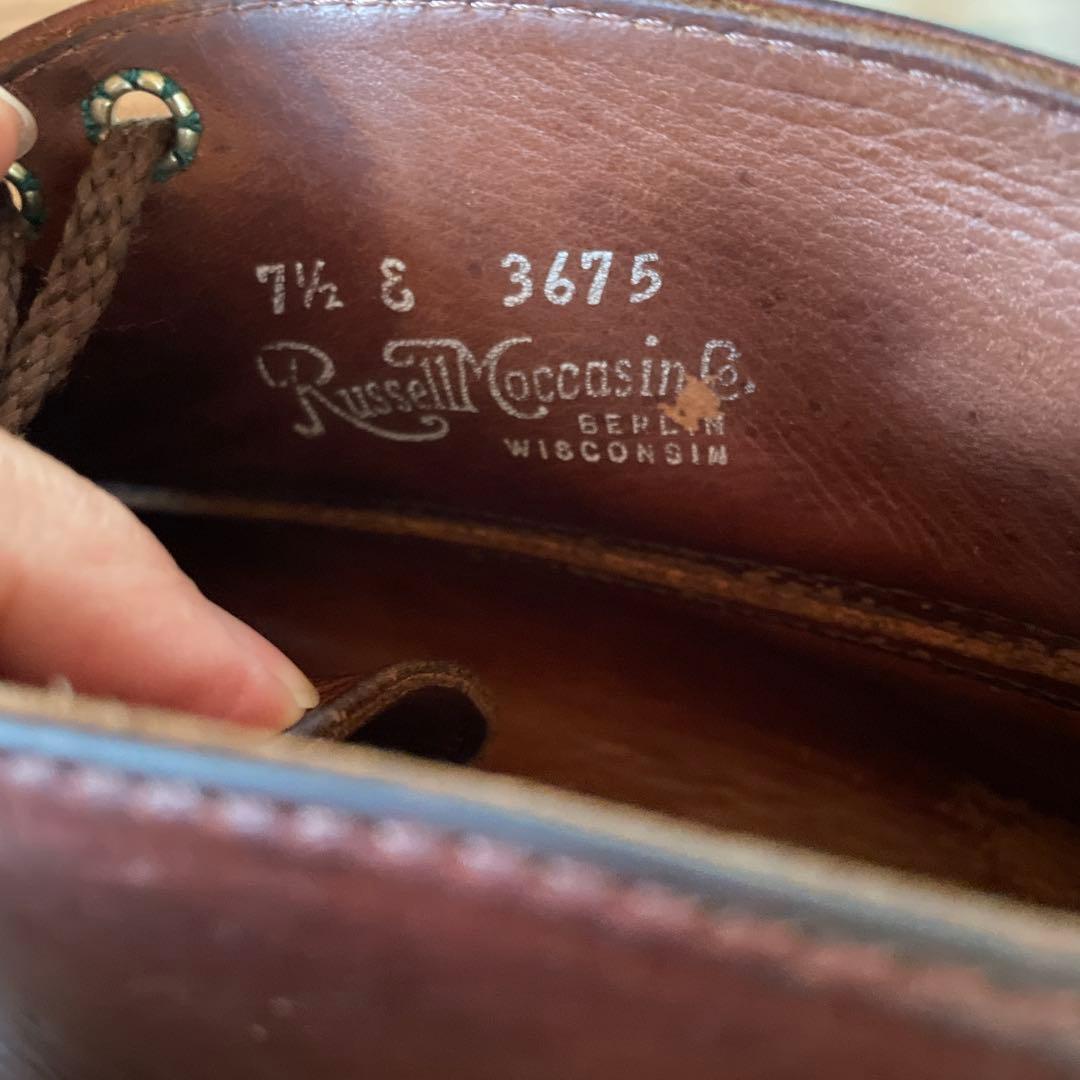 7½ E 3675
Russell Moccasin Co.
BERLIN
WISCONSIN